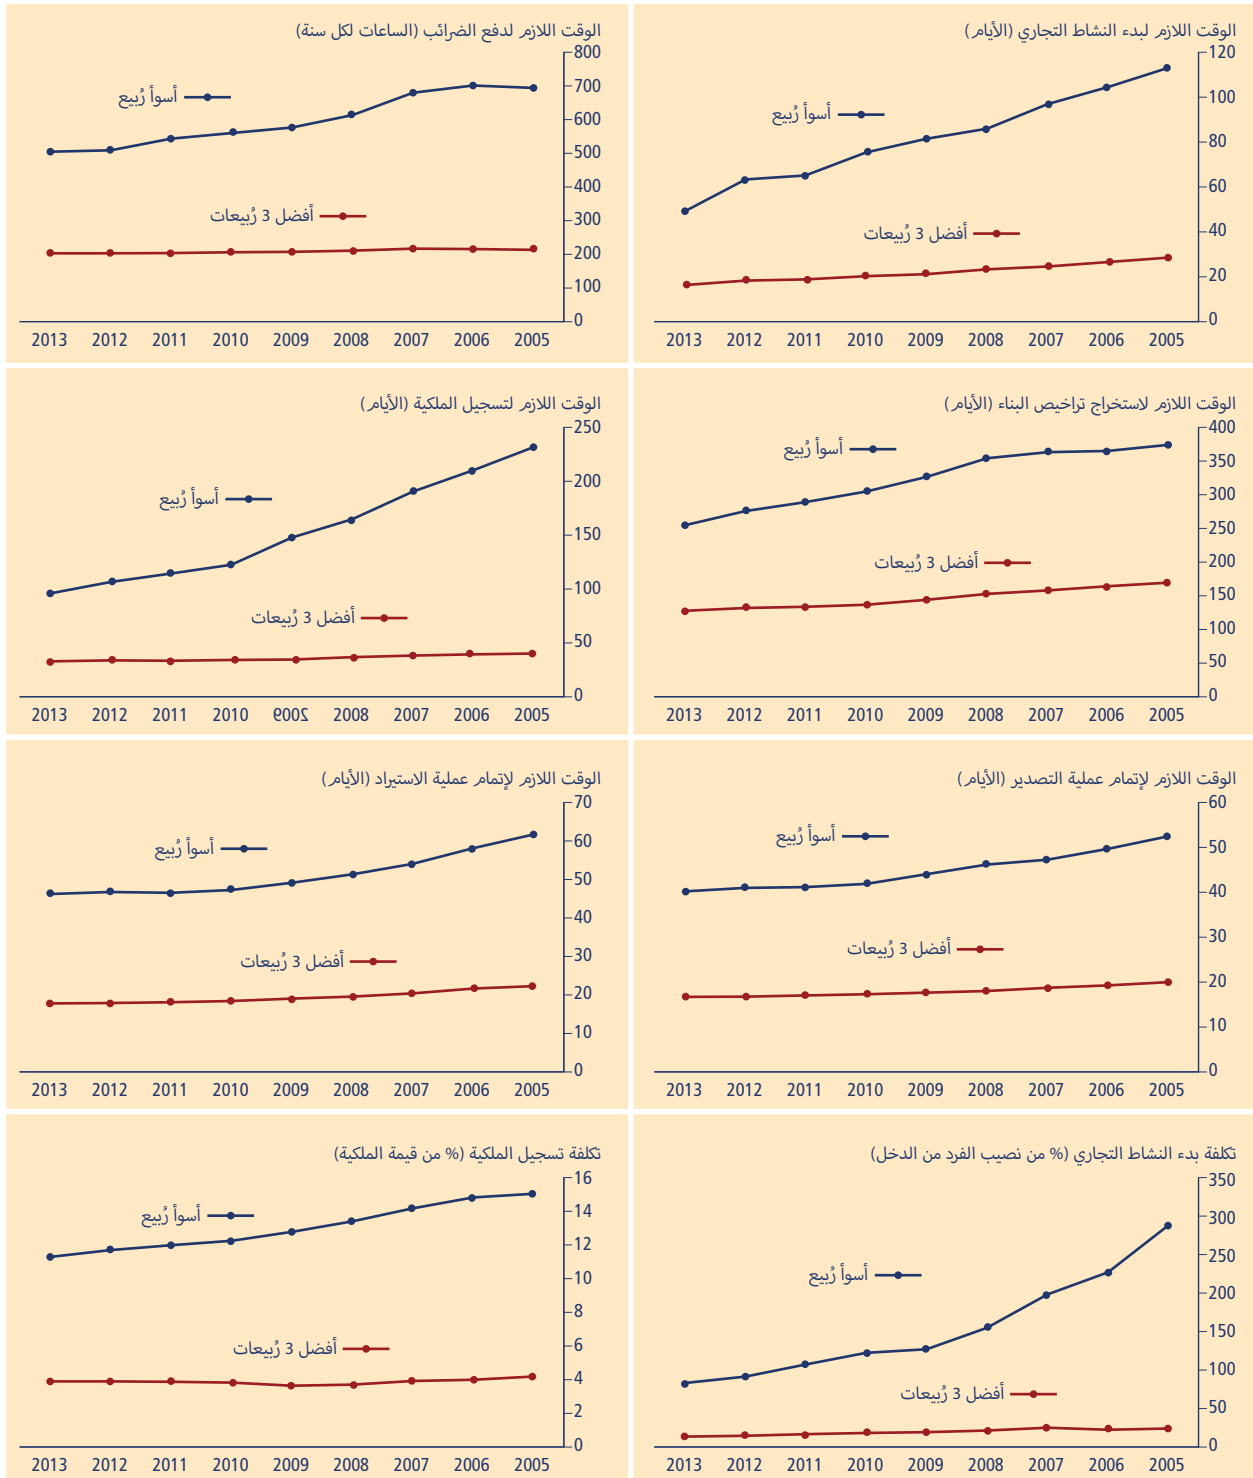 الوقت اللازم لبدء النشاط التجاري (الأيام)
120
100
80
60
40
20
0
أسوأ رُبيع
أفضل 3 رُبيعات
2005 2006 2007 2008 2009 2010 2011 2012 2013
الوقت اللازم لدفع الضرائب (الساعات لكل سنة)
800
700
600
500
400
300
200
100
0
أسوأ رُبيع
أفضل 3 رُبيعات
2005 2006 2007 2008 2009 2010 2011 2012 2013
الوقت اللازم لاستخراج تراخيص البناء (الأيام)
400
350
300
250
200
150
100
50
0
أسوأ رُبيع
أفضل 3 رُبيعات
2005 2006 2007 2008 2009 2010 2011 2012 2013
الوقت اللازم لتسجيل الملكية (الأيام)
250
200
150
100
50
0
أسوأ رُبيع
أفضل 3 رُبيعات
2005 2006 2007 2008 2009 2010 2011 2012 2013
الوقت اللازم لإتمام عملية التصدير (الأيام)
60
50
40
30
20
10
0
أسوأ رُبيع
أفضل 3 رُبيعات
2005 2006 2007 2008 2009 2010 2011 2012 2013
الوقت اللازم لإتمام عملية الاستيراد (الأيام)
70
60
50
40
30
20
10
0
أسوأ رُبيع
أفضل 3 رُبيعات
2005 2006 2007 2008 2009 2010 2011 2012 2013
تكلفة بدء النشاط التجاري (% من نصيب الفرد من الدخل)
350
300
250
200
150
100
50
0
أسوأ رُبيع
أفضل 3 رُبيعات
2005 2006 2007 2008 2009 2010 2011 2012 2013
تكلفة تسجيل الملكية (% من قيمة الملكية)
16
14
12
10
8
6
4
2
0
أسوأ رُبيع
أفضل 3 رُبيعات
2005 2006 2007 2008 2009 2010 2011 2012 2013